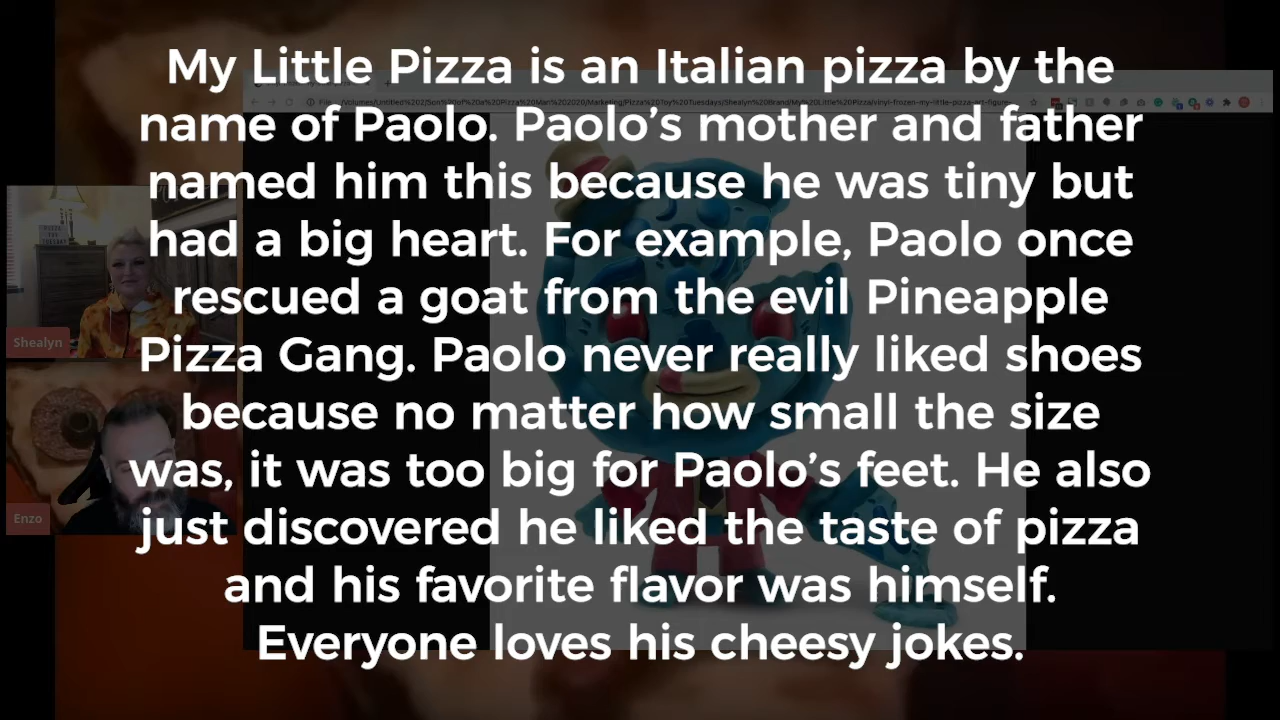 My Little Pizza is an Italian pizza by the
name of Paolo. Paolo’s mother and father
named him this because he was tiny but
had a big heart. For example, Paolo once
rescued a goat from the evil Pineapple
Pizza Gang. Paolo never really liked shoes
because no matter how small the size
was, it was too big for Paolo’s feet. He also
just discovered he liked the taste of pizza
and his favorite flavor was himself.
Everyone loves his cheesy jokes.
Shealyn
Enzo